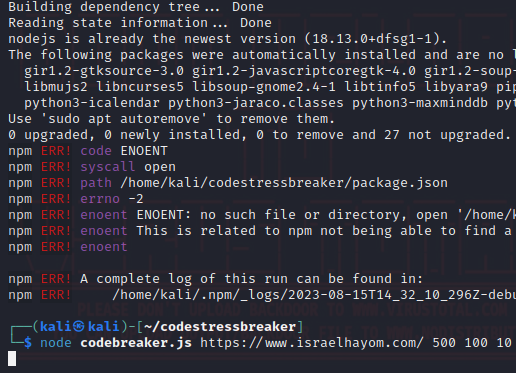 Building dependency tree... Done
Reading state information... Done
nodejs is already the newest version (18.13.0+dfsg1-1).
The following packages were automatically installed and are no l
gir1.2-gtksource-3.0 gir1.2-javascriptcoregtk-4.0 gir1.2-soup-
libmujs2 libncurses5 libsoup-gnome2.4-1 libtinfo5 libyara9 pip
python3-icalendar python3-jaraco.classes python3-maxminddb pyt
Use 'sudo apt autoremove' to remove them.
0 upgraded, 0 newly installed, 0 to remove and 27 not upgraded.
npm ERR! code ENOENT
npm ERR! syscall open
npm ERR! path /home/kali/codestressbreaker/package.json
npm ERR! errno -2
npm ERR! enoent ENOENT: no such file or directory, open '/home/k
npm ERR! enoent This is related to npm not being able to find a
npm ERR! enoent
npm ERR! A complete log of this run can be found in:
npm ERR!     /home/kali/.npm/_logs/2023-08-15T14_32_10_296Z-debu
┌──(kali㉿kali)-[~/codestressbreaker]
└─$ node codebreaker.js https://www.israelhayom.com/ 500 100 10